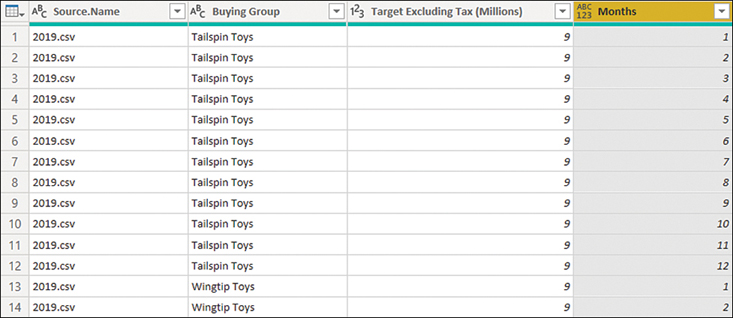 ABC Source.Name ABC Buying Group 123 Target Excluding Tax (Millions) ABC 123 Months
1 2019.csv Tailspin Toys 9 1
2 2019.csv Tailspin Toys 9 2
3 2019.csv Tailspin Toys 9 3
4 2019.csv Tailspin Toys 9 4
5 2019.csv Tailspin Toys 9 5
6 2019.csv Tailspin Toys 9 6
7 2019.csv Tailspin Toys 9 7
8 2019.csv Tailspin Toys 9 8
9 2019.csv Tailspin Toys 9 9
10 2019.csv Tailspin Toys 9 10
11 2019.csv Tailspin Toys 9 11
12 2019.csv Tailspin Toys 9 12
13 2019.csv Wingtip Toys 9 1
14 2019.csv Wingtip Toys 9 2